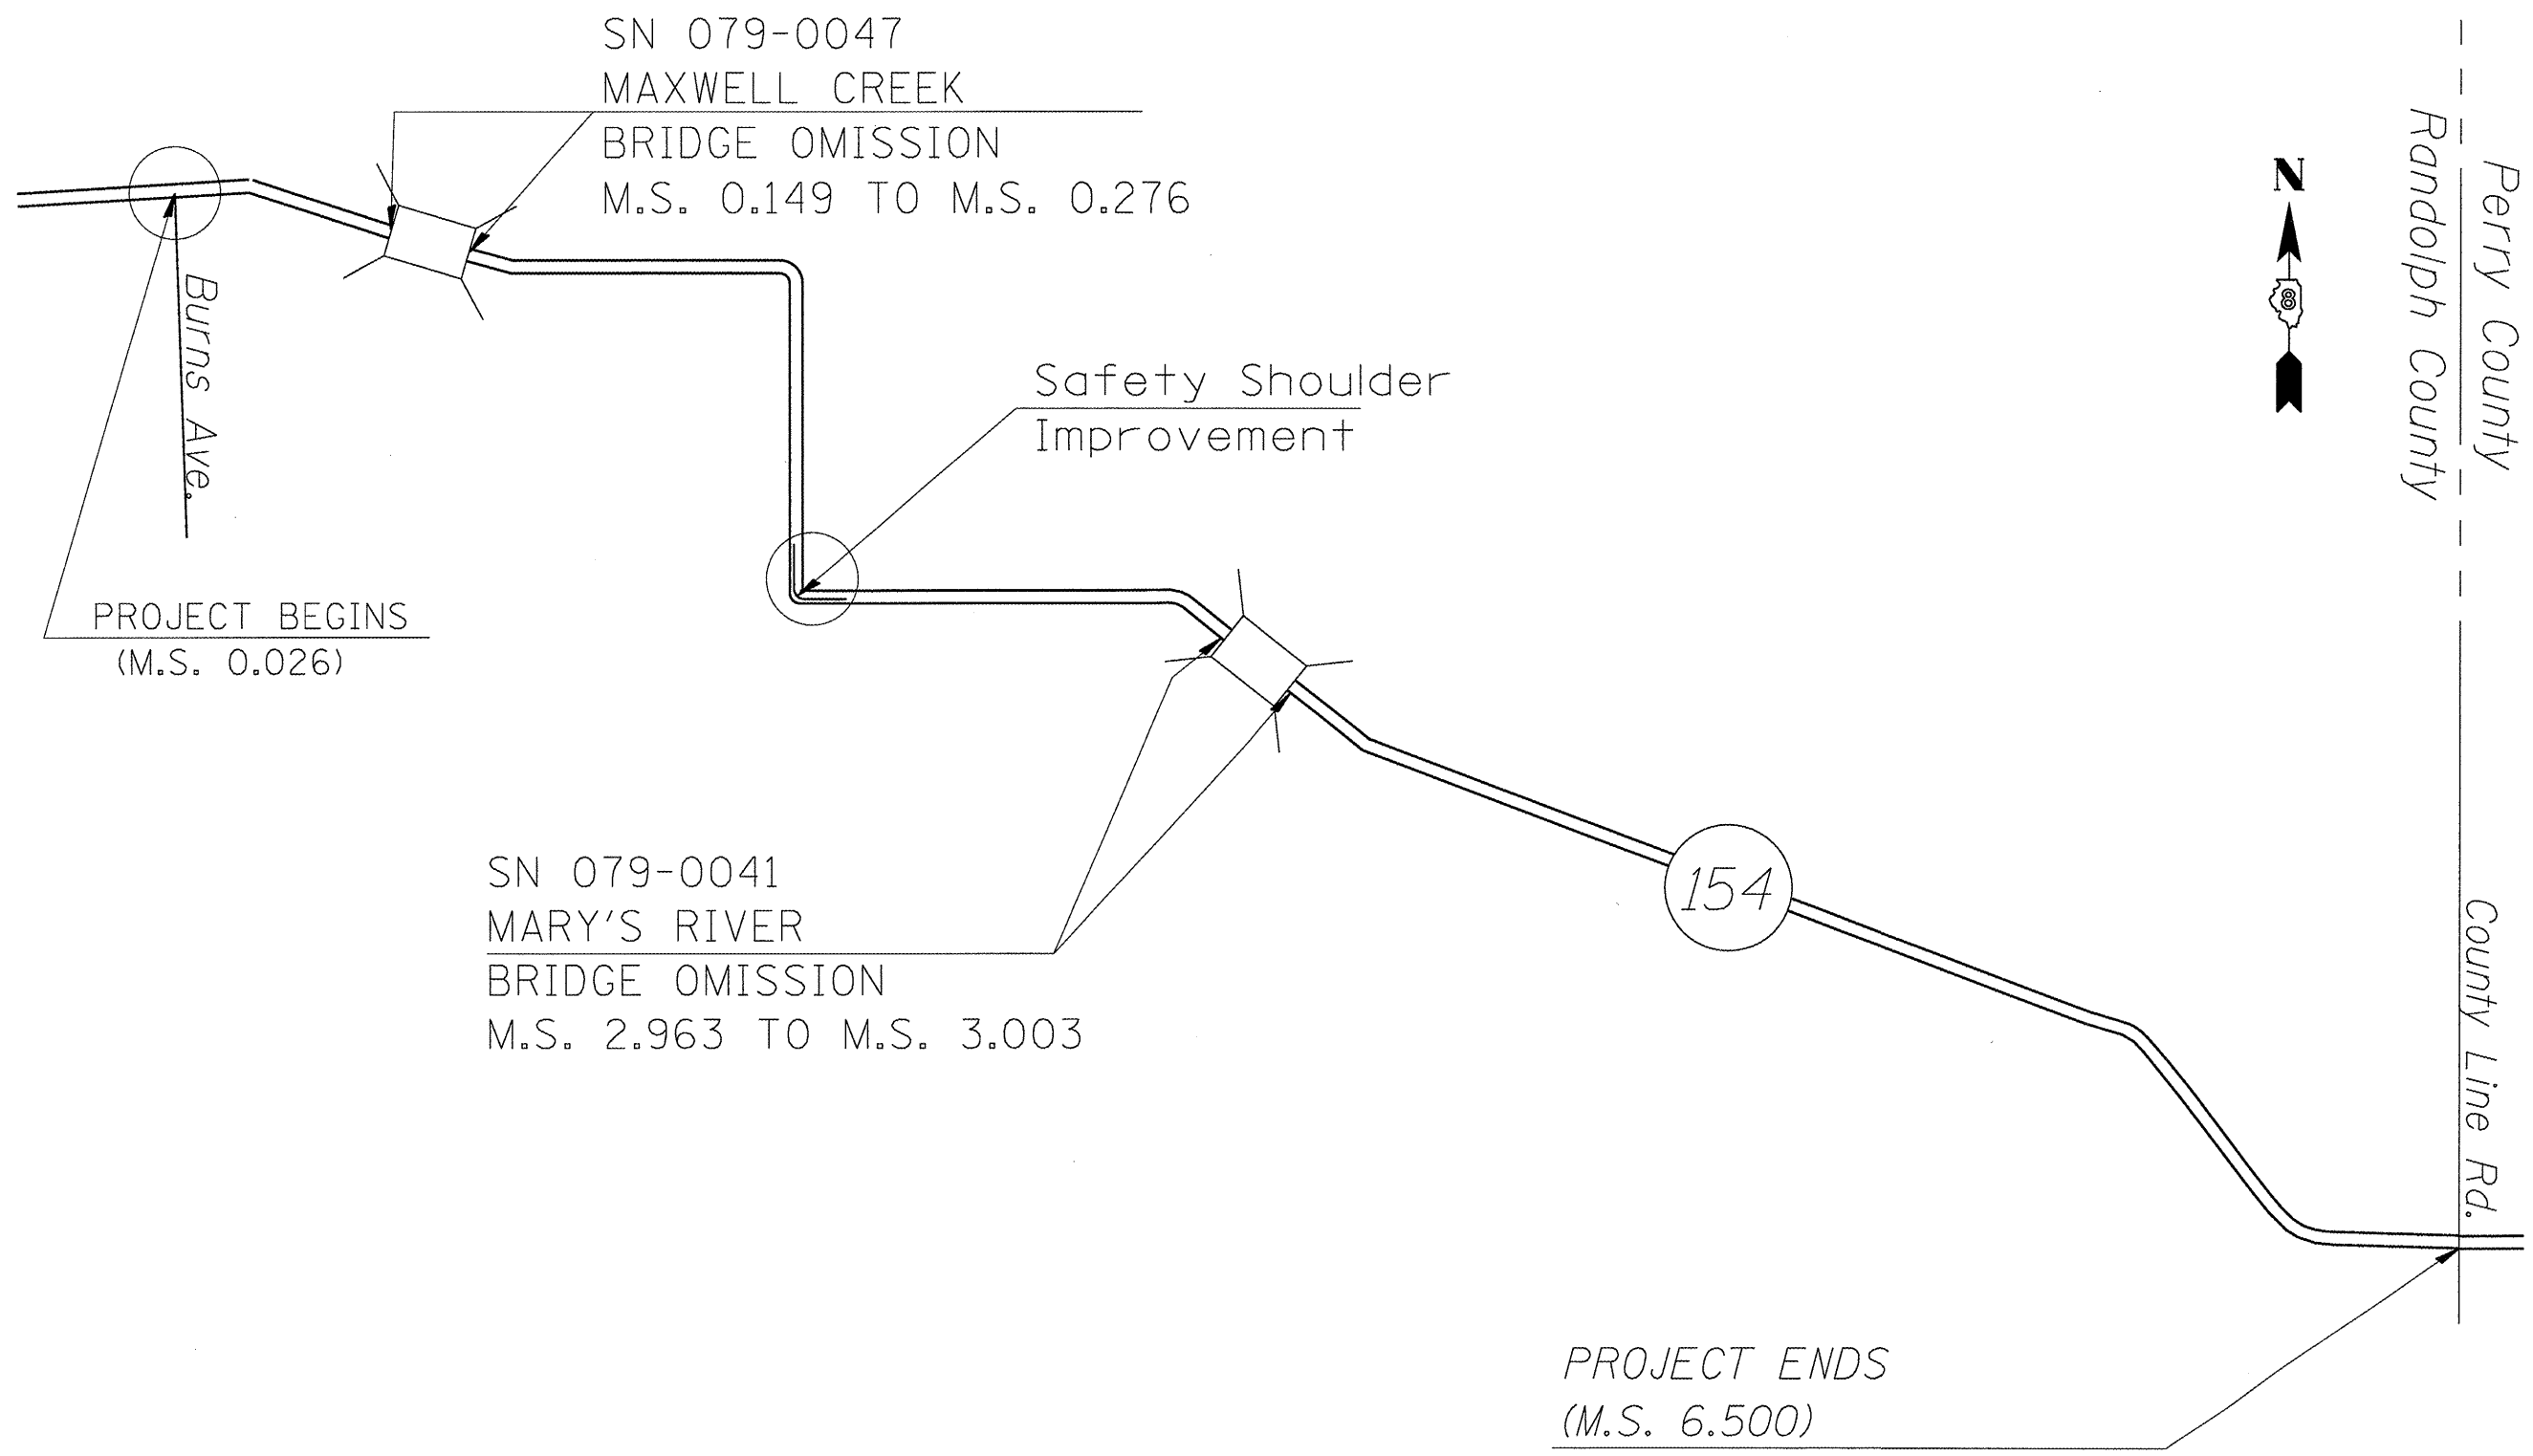 SN 079-0047
MAXWELL CREEK
BRIDGE OMISSION
M.S. 0.149 TO M.S. 0.276
N
8
Perry County
Randolph County
Burns Ave.
Safety Shoulder
Improvement
PROJECT BEGINS
(M.S. 0.026)
SN 079-0041
MARY'S RIVER
BRIDGE OMISSION
M.S. 2.963 TO M.S. 3.003
154
County Line Rd.
PROJECT ENDS
(M.S. 6.500)